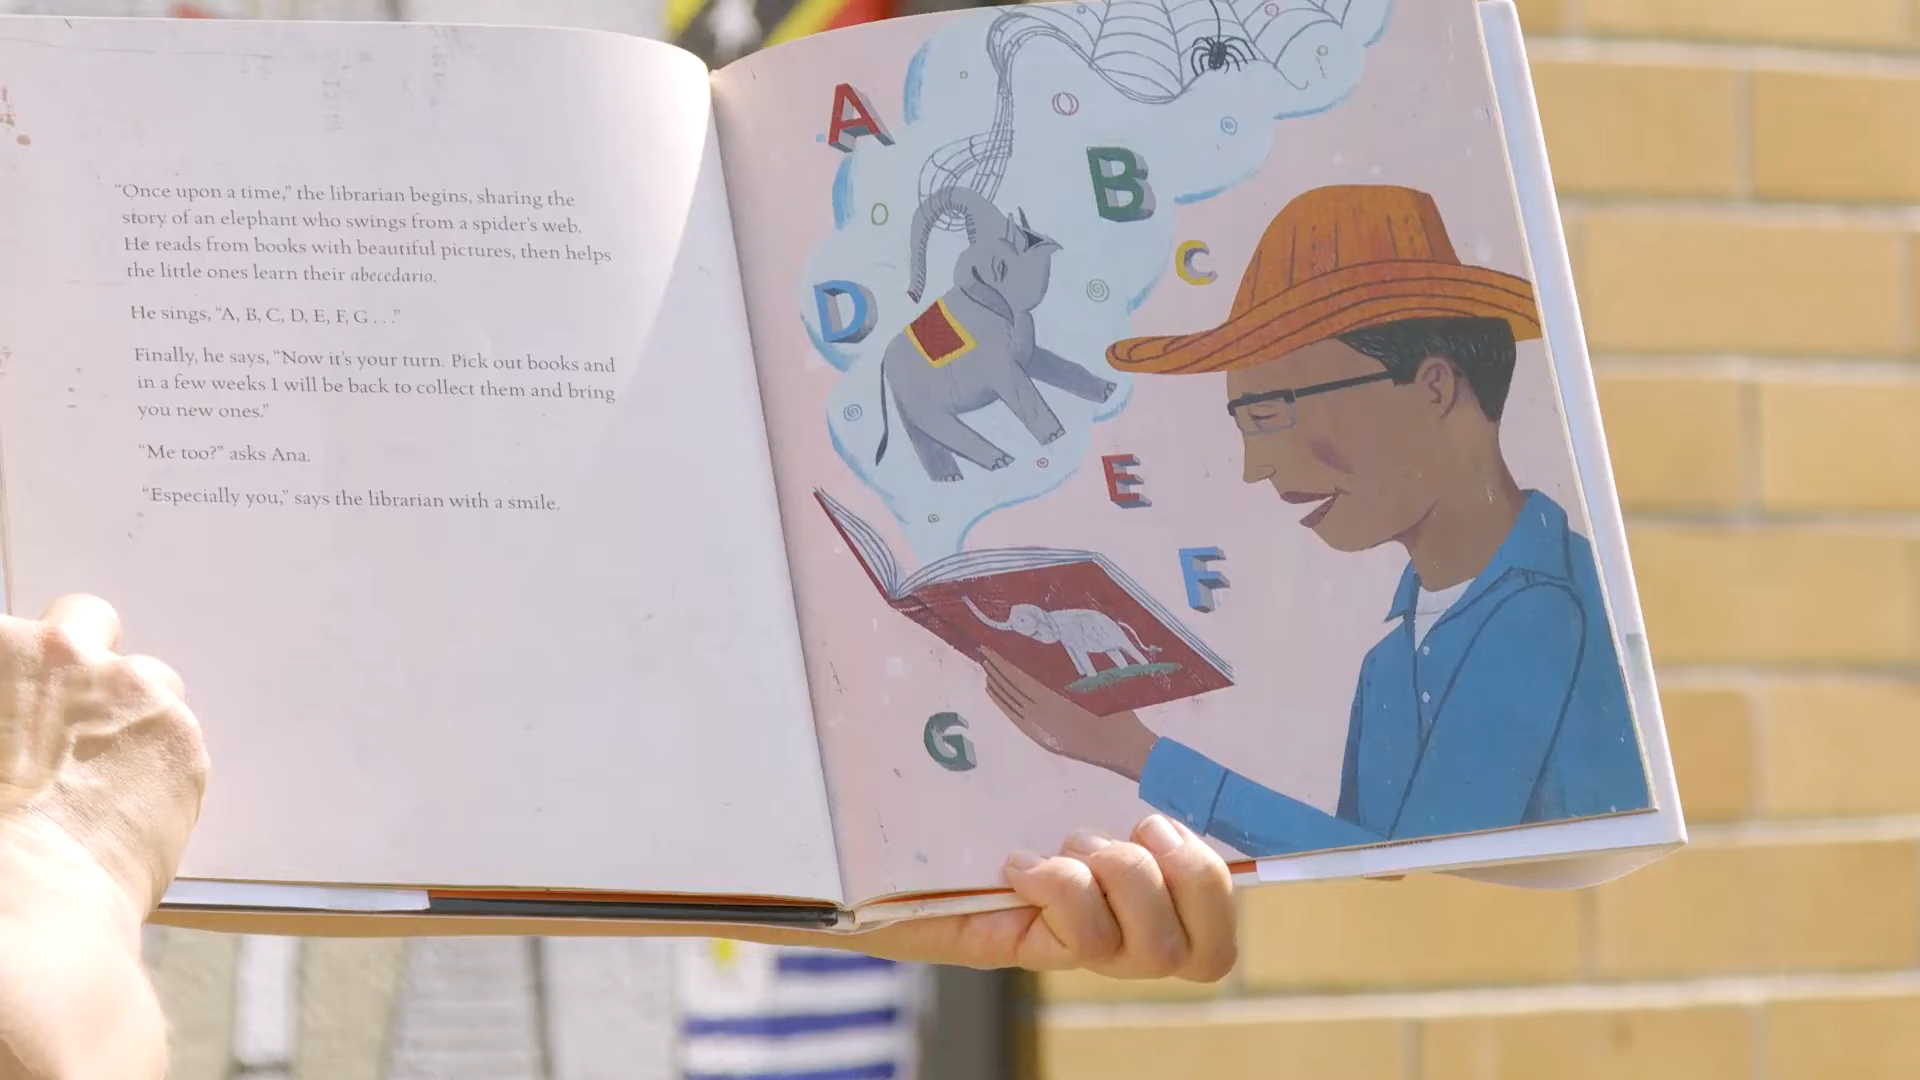 “Once upon a time,” the librarian begins, sharing the
story of an elephant who swings from a spider’s web.
He reads from books with beautiful pictures, then helps
the little ones learn their abecedario.
He sings, “A, B, C, D, E, F, G . . .”
Finally, he says, “Now it’s your turn. Pick out books and
in a few weeks I will be back to collect them and bring
you new ones.”
“Me too?” asks Ana.
“Especially you,” says the librarian with a smile.
A
B
C
D
E
F
G